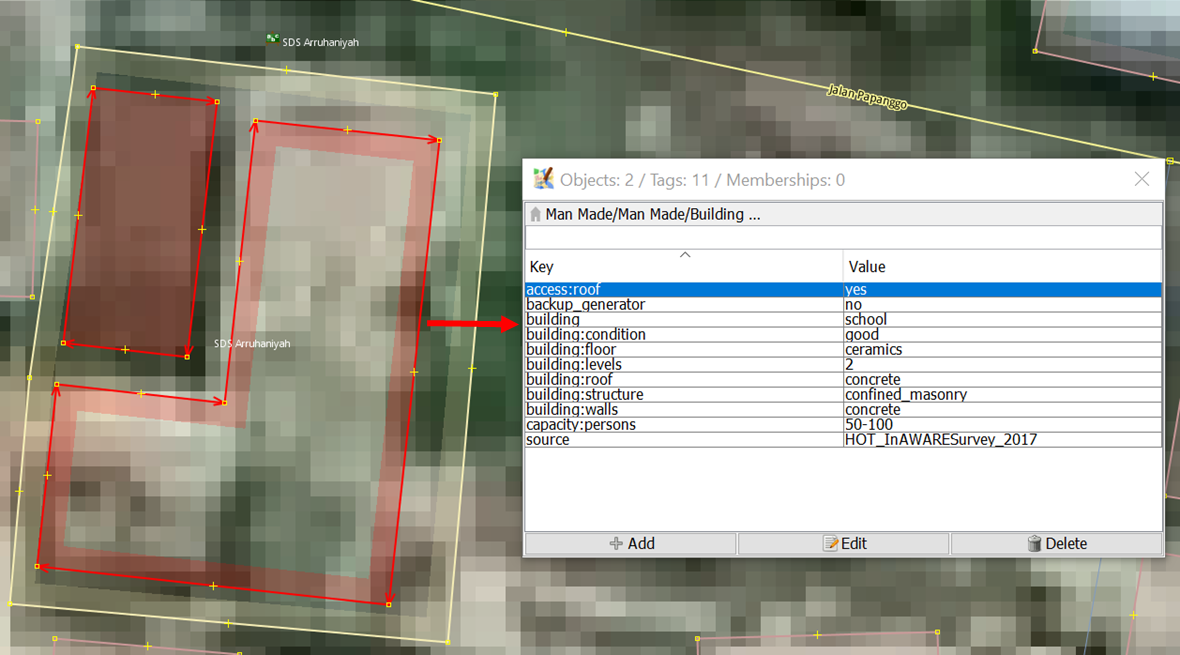 SDS Arruhaniyah
Jalan Papanggo
SDS Arruhaniyah
Objects: 2 / Tags: 11 / Memberships: 0
Man Made/Man Made/Building ...
Key Value
access:roof yes
backup_generator no
building school
building:condition good
building:floor ceramics
building:levels 2
building:roof concrete
building:structure confined_masonry
building:walls concrete
capacity:persons 50-100
source HOT_InAWARESurvey_2017
Add Edit Delete